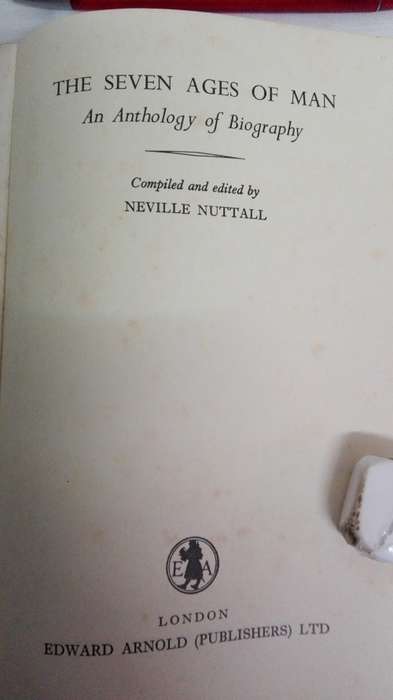 THE SEVEN AGES OF MAN
An Anthology of Biography
Compiled and edited by
NEVILLE NUTTALL
E A
LONDON
EDWARD ARNOLD (PUBLISHERS) LTD